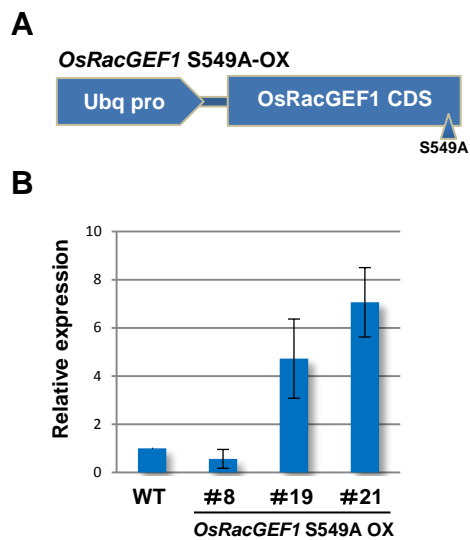 A
OsRacGEF1 S549A-OX
Ubq pro
OsRacGEF1 CDS
S549A
B
Relative expression
10
8
6
4
2
0
WT
#8
#19
#21
OsRacGEF1 S549A OX